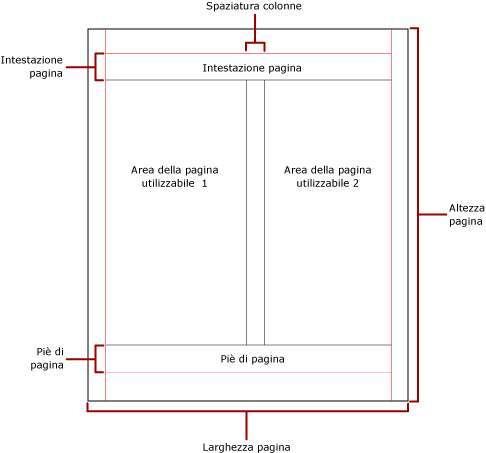 Spaziatura colonne
Intestazione
pagina
Intestazione pagina
Area della pagina
utilizzabile 1
Area della pagina
utilizzabile 2
Altezza
pagina
Piè di
pagina
Piè di pagina
Larghezza pagina